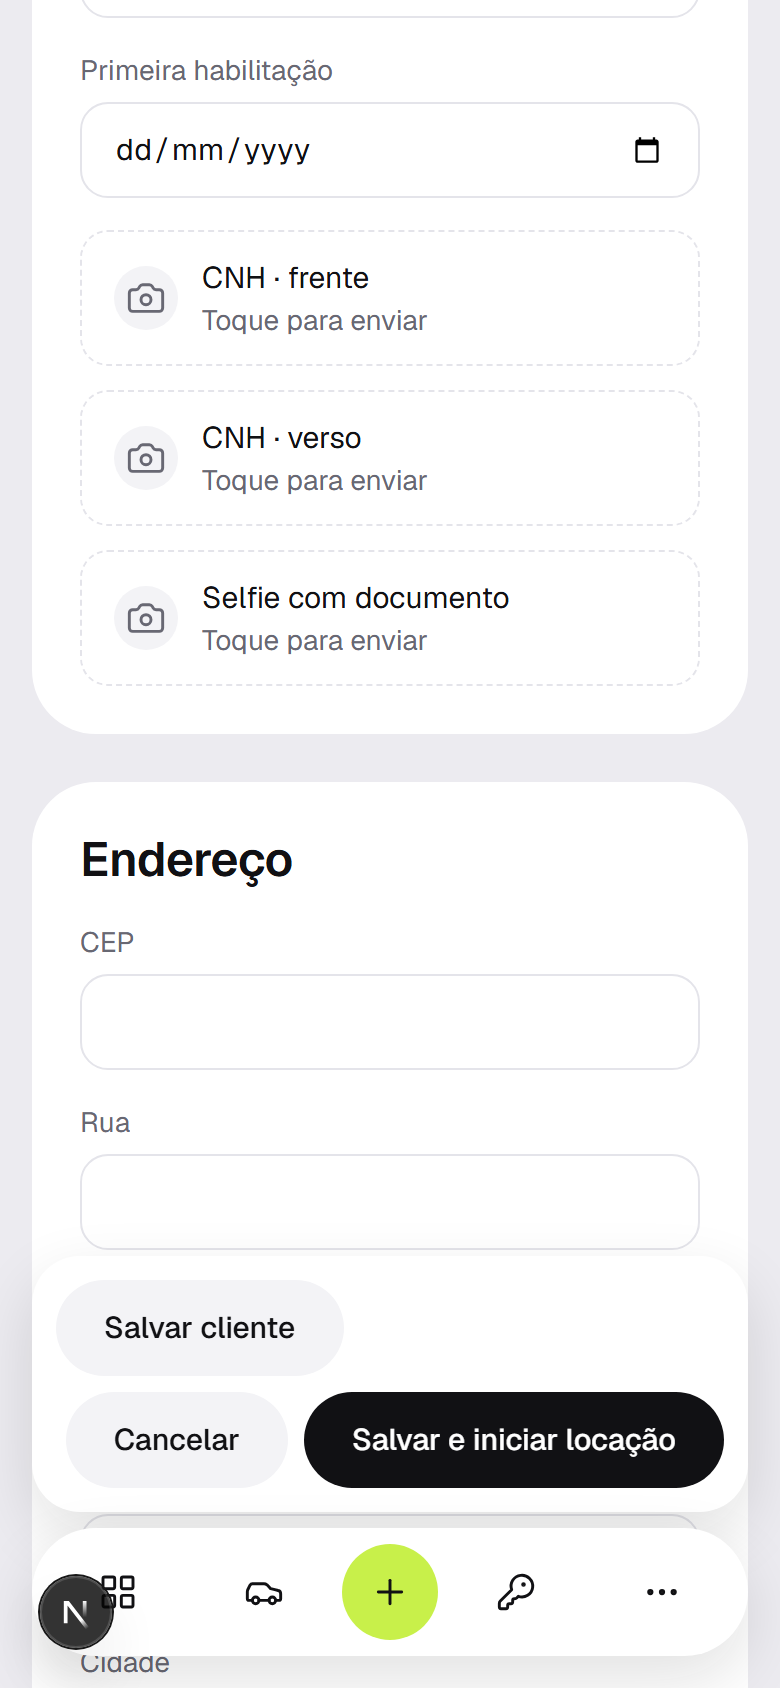 Primeira habilitação
dd/mm/yyyy
CNH · frente
Toque para enviar
CNH · verso
Toque para enviar
Selfie com documento
Toque para enviar
Endereço
CEP
Rua
Salvar cliente
Cancelar
Salvar e iniciar locação
N
Cidade